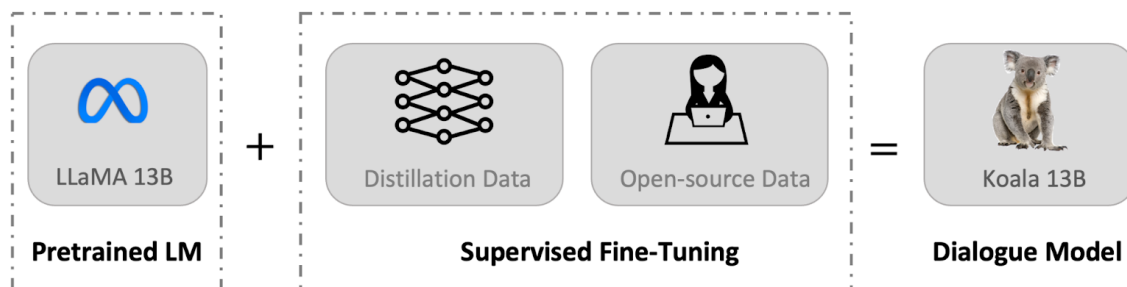 LLaMA 13B
+
Distillation Data
Open-source Data
=
Koala 13B
Pretrained LM
Supervised Fine-Tuning
Dialogue Model